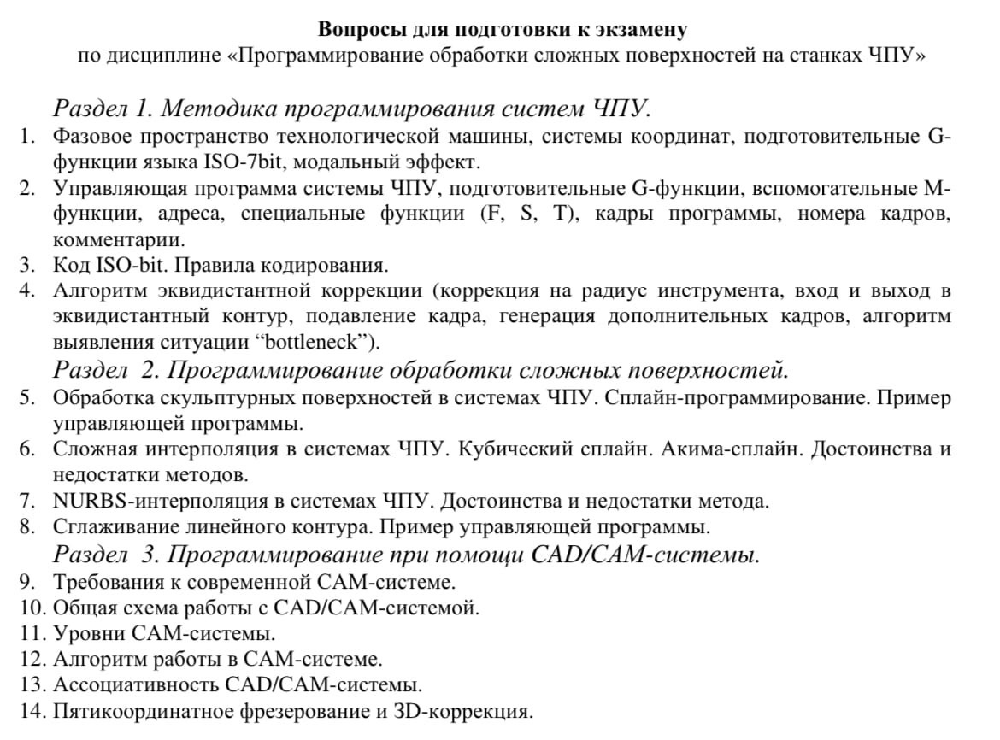 Вопросы для подготовки к экзамену
по дисциплине «Программирование обработки сложных поверхностей на станках ЧПУ»
Раздел 1. Методика программирования систем ЧПУ.
1. Фазовое пространство технологической машины, системы координат, подготовительные G-
функции языка ISO-7bit, модальный эффект.
2. Управляющая программа системы ЧПУ, подготовительные G-функции, вспомогательные M-
функции, адреса, специальные функции (F, S, T), кадры программы, номера кадров,
комментарии.
3. Код ISO-bit. Правила кодирования.
4. Алгоритм эквидистантной коррекции (коррекция на радиус инструмента, вход и выход в
эквидистантный контур, подавление кадра, генерация дополнительных кадров, алгоритм
выявления ситуации “bottleneck”).
Раздел 2. Программирование обработки сложных поверхностей.
5. Обработка скульптурных поверхностей в системах ЧПУ. Сплайн-программирование. Пример
управляющей программы.
6. Сложная интерполяция в системах ЧПУ. Кубический сплайн. Акима-сплайн. Достоинства и
недостатки методов.
7. NURBS-интерполяция в системах ЧПУ. Достоинства и недостатки метода.
8. Сглаживание линейного контура. Пример управляющей программы.
Раздел 3. Программирование при помощи CAD/CAM-системы.
9. Требования к современной CAM-системе.
10. Общая схема работы с CAD/CAM-системой.
11. Уровни CAM-системы.
12. Алгоритм работы в CAM-системе.
13. Ассоциативность CAD/CAM-системы.
14. Пятикоординатное фрезерование и 3D-коррекция.